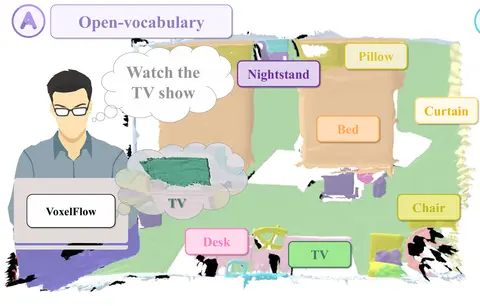 A
Open-vocabulary
Watch the
TV show
Nightstand
Pillow
Curtain
Bed
TV
VoxelFlow
Chair
Desk
TV